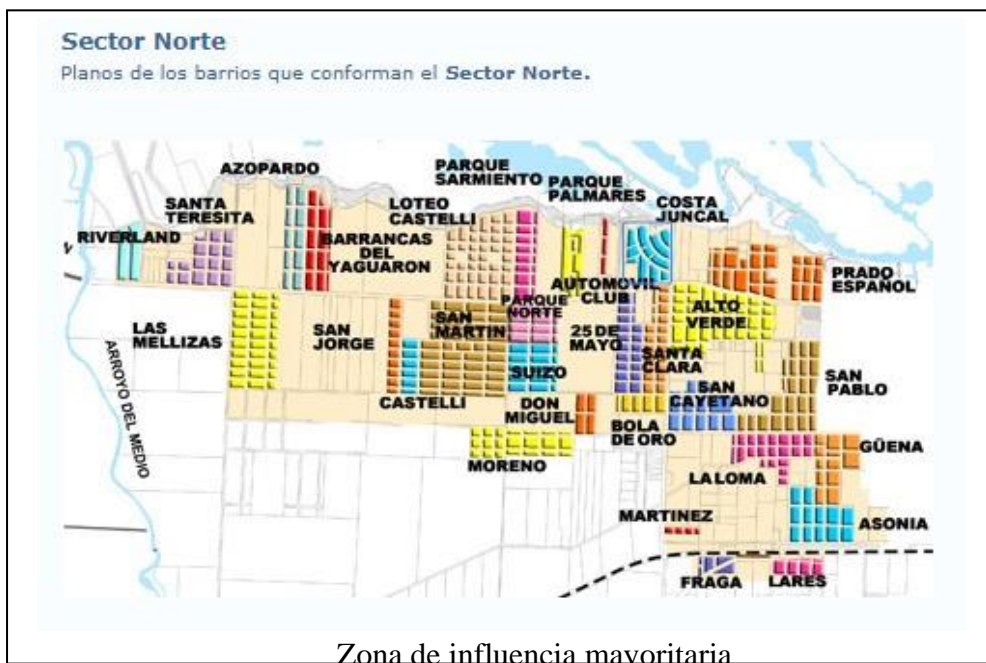 Sector Norte
Planos de los barrios que conforman el Sector Norte.
AZOPARDO
PARQUE
SARMIENTO
PARQUE
PALMARES
SANTA
TERESITA
LOTEO
CASTELLI
COSTA
JUNCAL
RIVERLAND
BARRANCAS
DEL
YAGUARON
AUTOMOVIL
CLUB
PRADO
ESPAÑOL
LAS
MELLIZAS
SAN
JORGE
SAN
MARTIN
PARQUE
NORTE
25 DE
MAYO
ALTO
VERDE
SANTA
CLARA
SUIZO
SAN
PABLO
ARROYO DEL MEDIO
CASTELLI
DON
MIGUEL
SAN
CAYETANO
BOLA
DE ORO
MORENO
GÜENA
LA LOMA
MARTINEZ
ASONIA
FRAGA
LARES
Zona de influencia mayoritaria